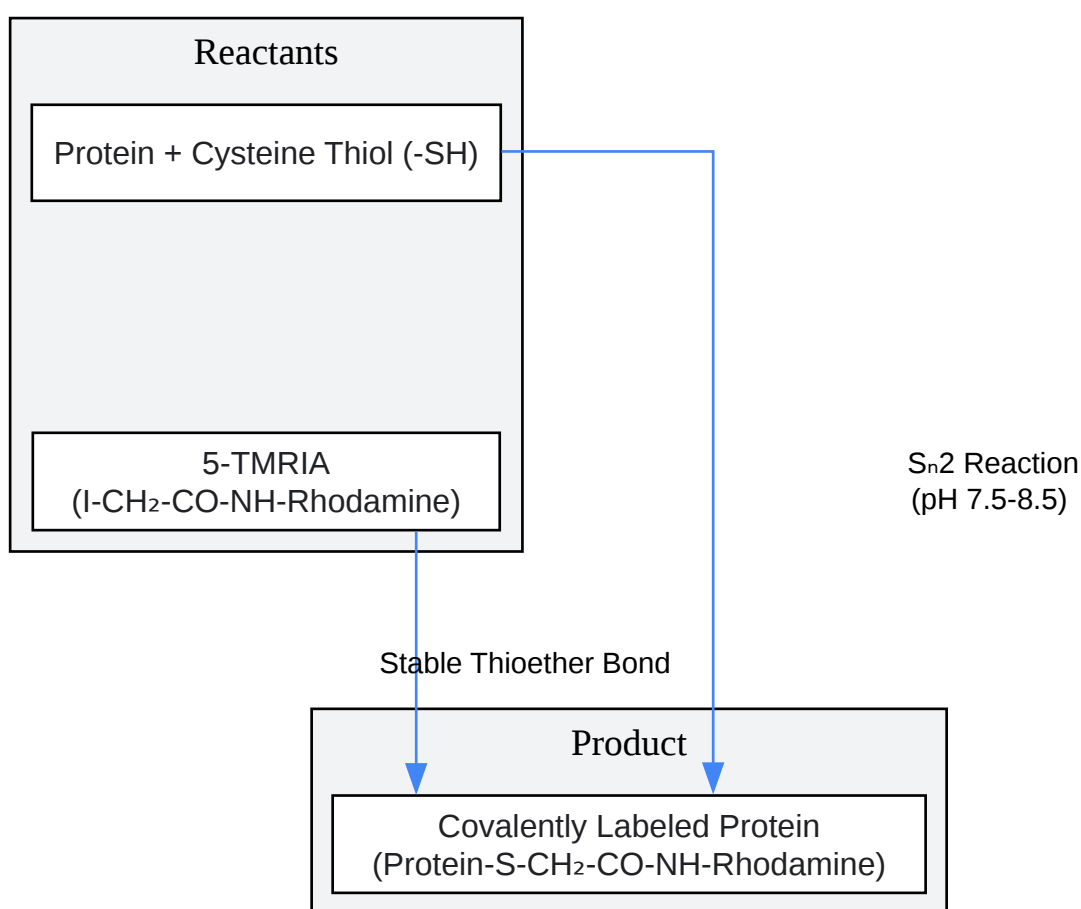 Reactants
Protein + Cysteine Thiol (-SH)
5-TMRIA
(I-CH₂-CO-NH-Rhodamine)
Sₙ2 Reaction
(pH 7.5-8.5)
Stable Thioether Bond
Product
Covalently Labeled Protein
(Protein-S-CH₂-CO-NH-Rhodamine)